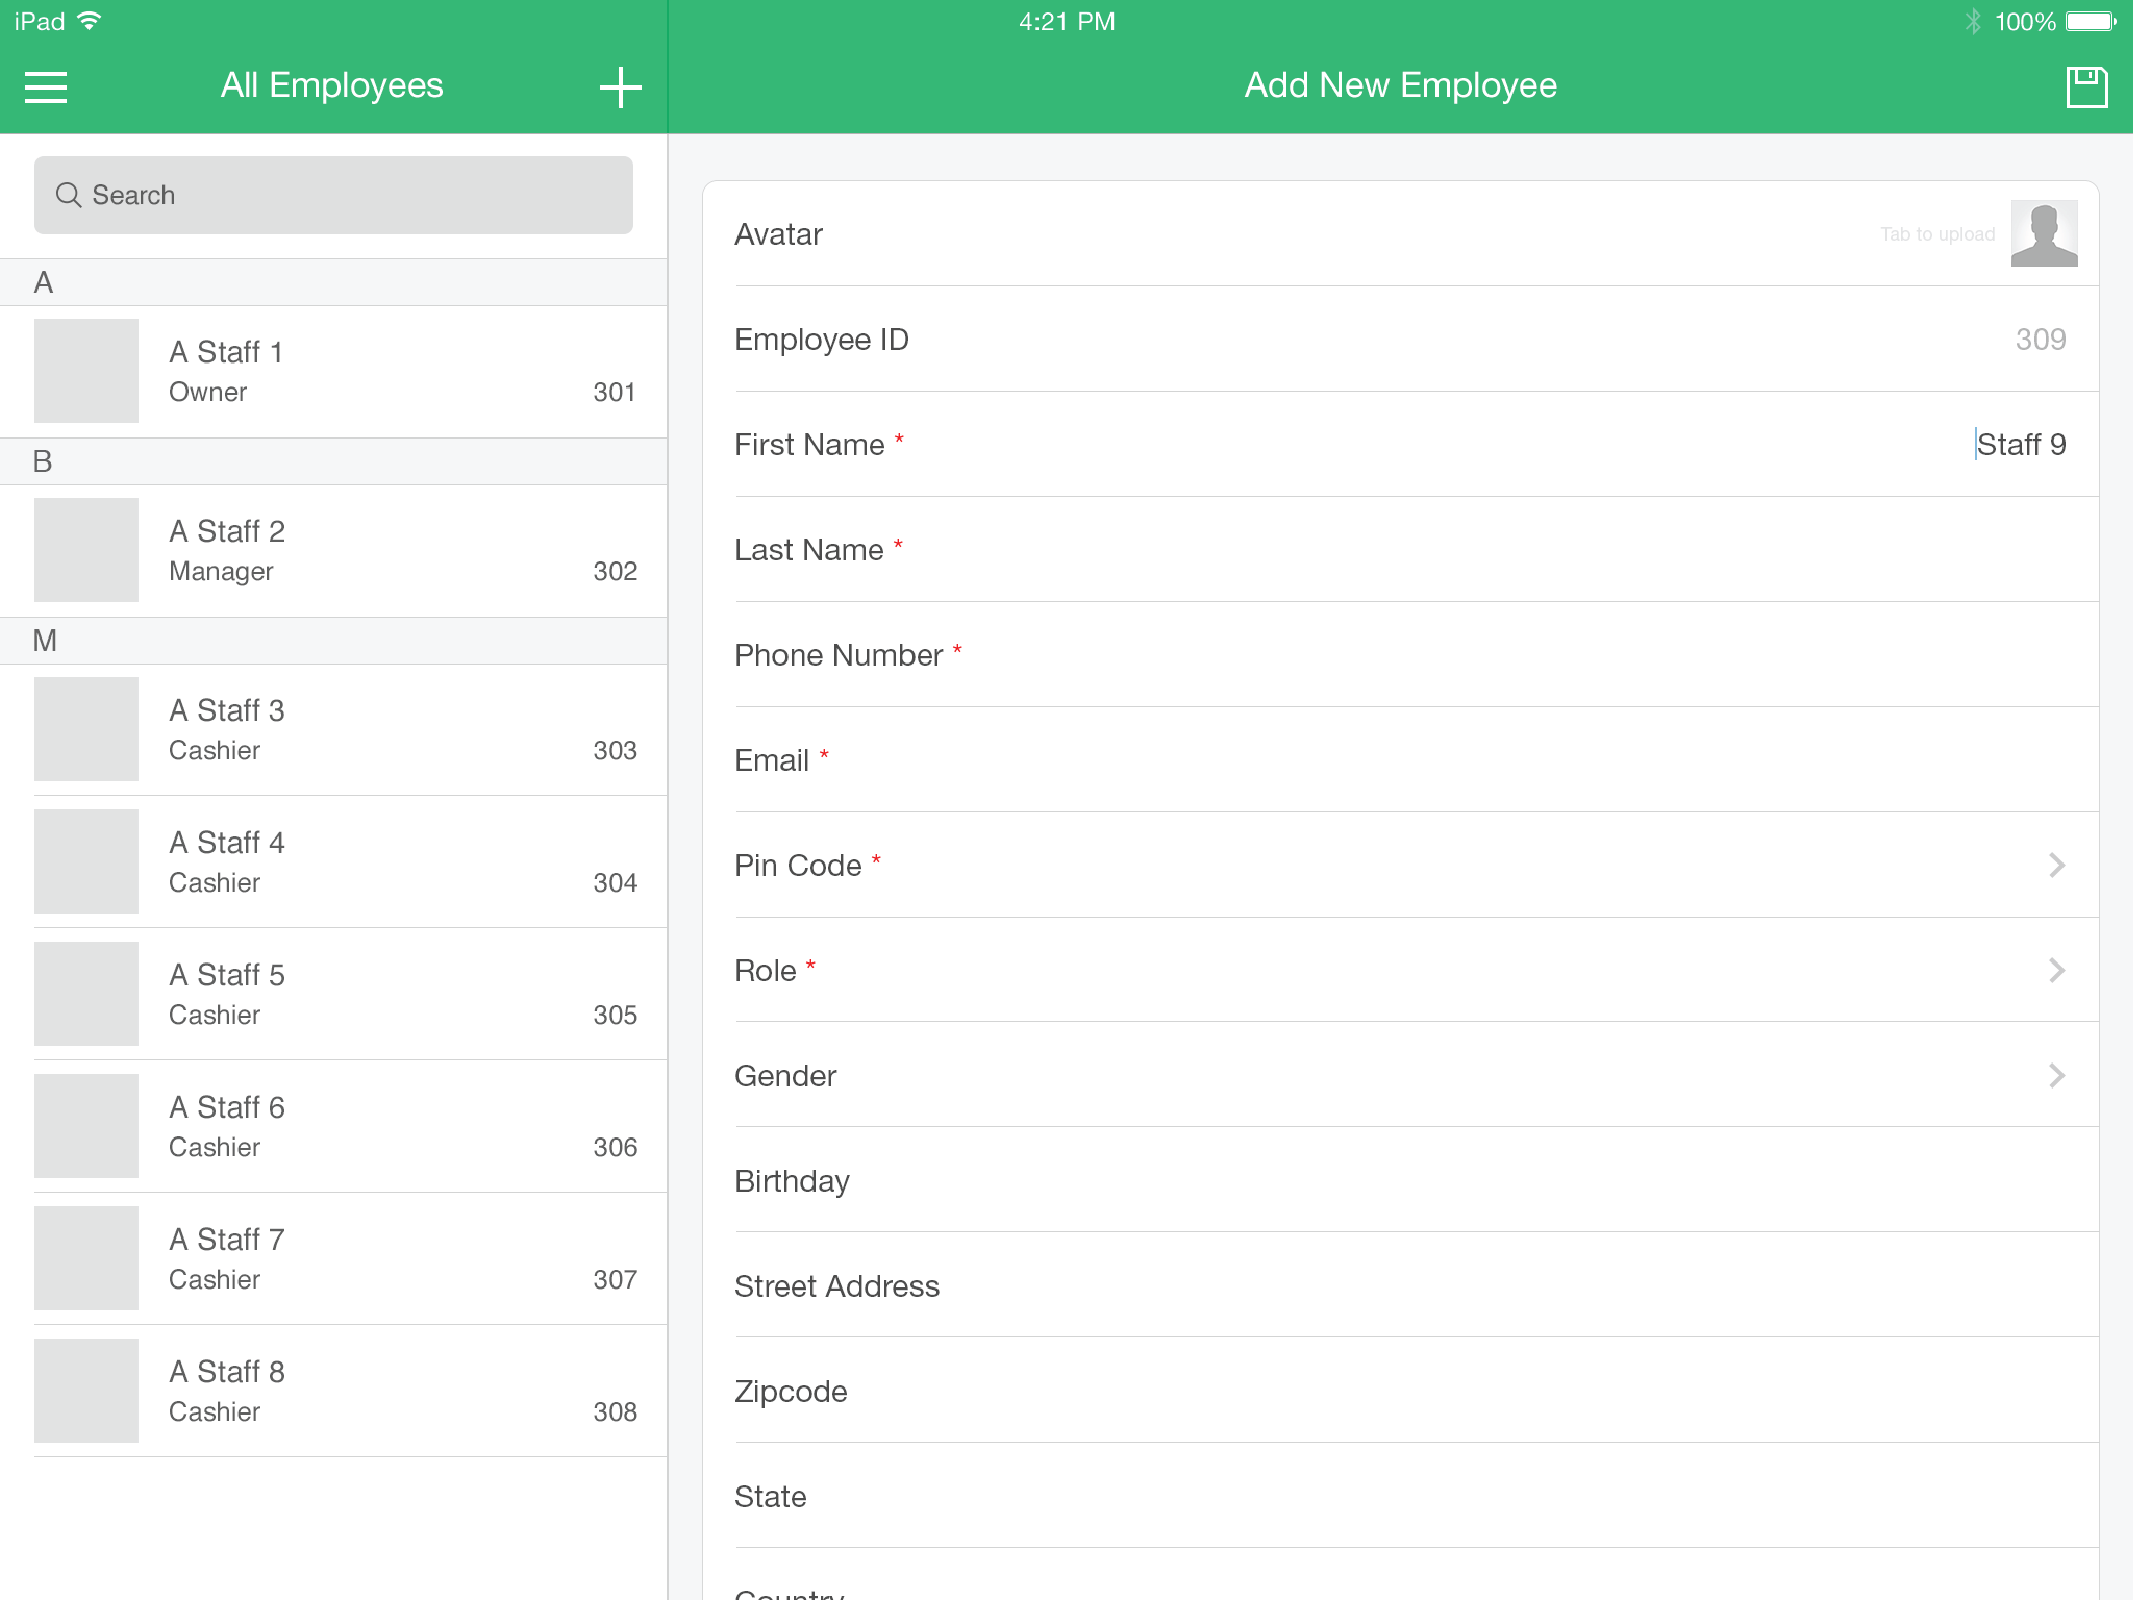 iPad
4:21 PM
100%
All Employees
Add New Employee
Search
A
A Staff 1
Owner
301
B
A Staff 2
Manager
302
M
A Staff 3
Cashier
303
A Staff 4
Cashier
304
A Staff 5
Cashier
305
A Staff 6
Cashier
306
A Staff 7
Cashier
307
A Staff 8
Cashier
308
Avatar
Tab to upload
Employee ID
309
First Name *
Staff 9
Last Name *
Phone Number *
Email *
Pin Code *
Role *
Gender
Birthday
Street Address
Zipcode
State
Country